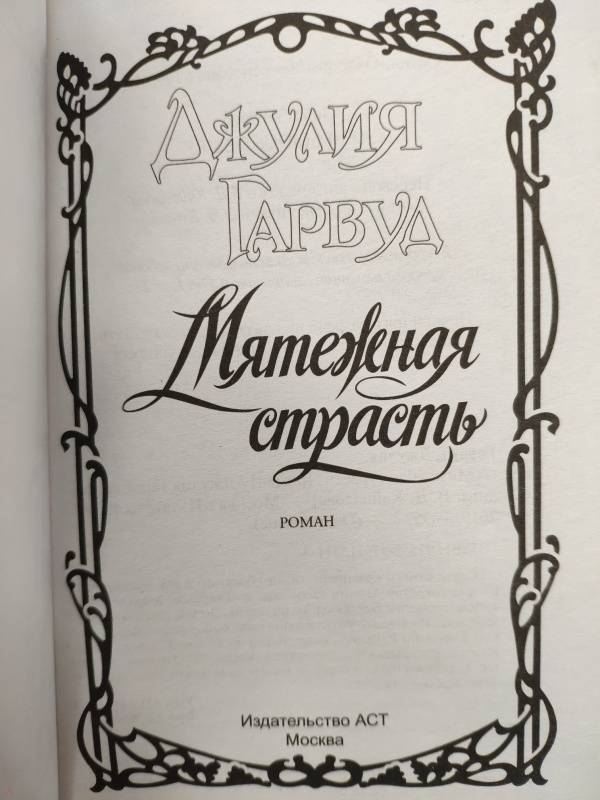 Джулия
Гарвуд
Мятежная
страсть
РОМАН
Издательство АСТ
Москва